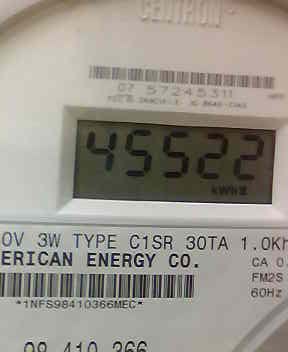 CENTRON
07 57245311
45522
kWh
0V 3W TYPE C1SR 30TA 1.0Kh
ERICAN ENERGY CO.
CA 0.
FM2S
60Hz
*1NFS98410366MEC*
98 410 366